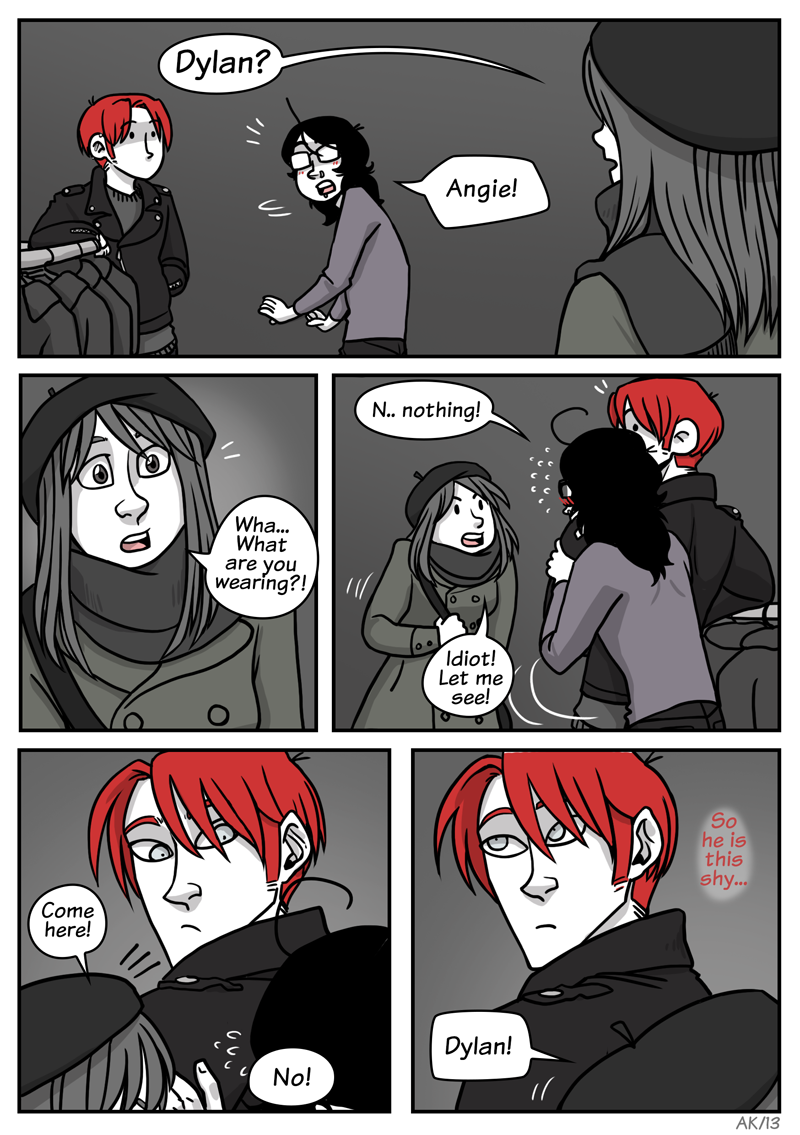 Dylan?
Angie!
Wha...
What
are you
wearing?!
N.. nothing!
Idiot!
Let me
see!
Come
here!
No!
So
he is
this
shy...
Dylan!
AK/13